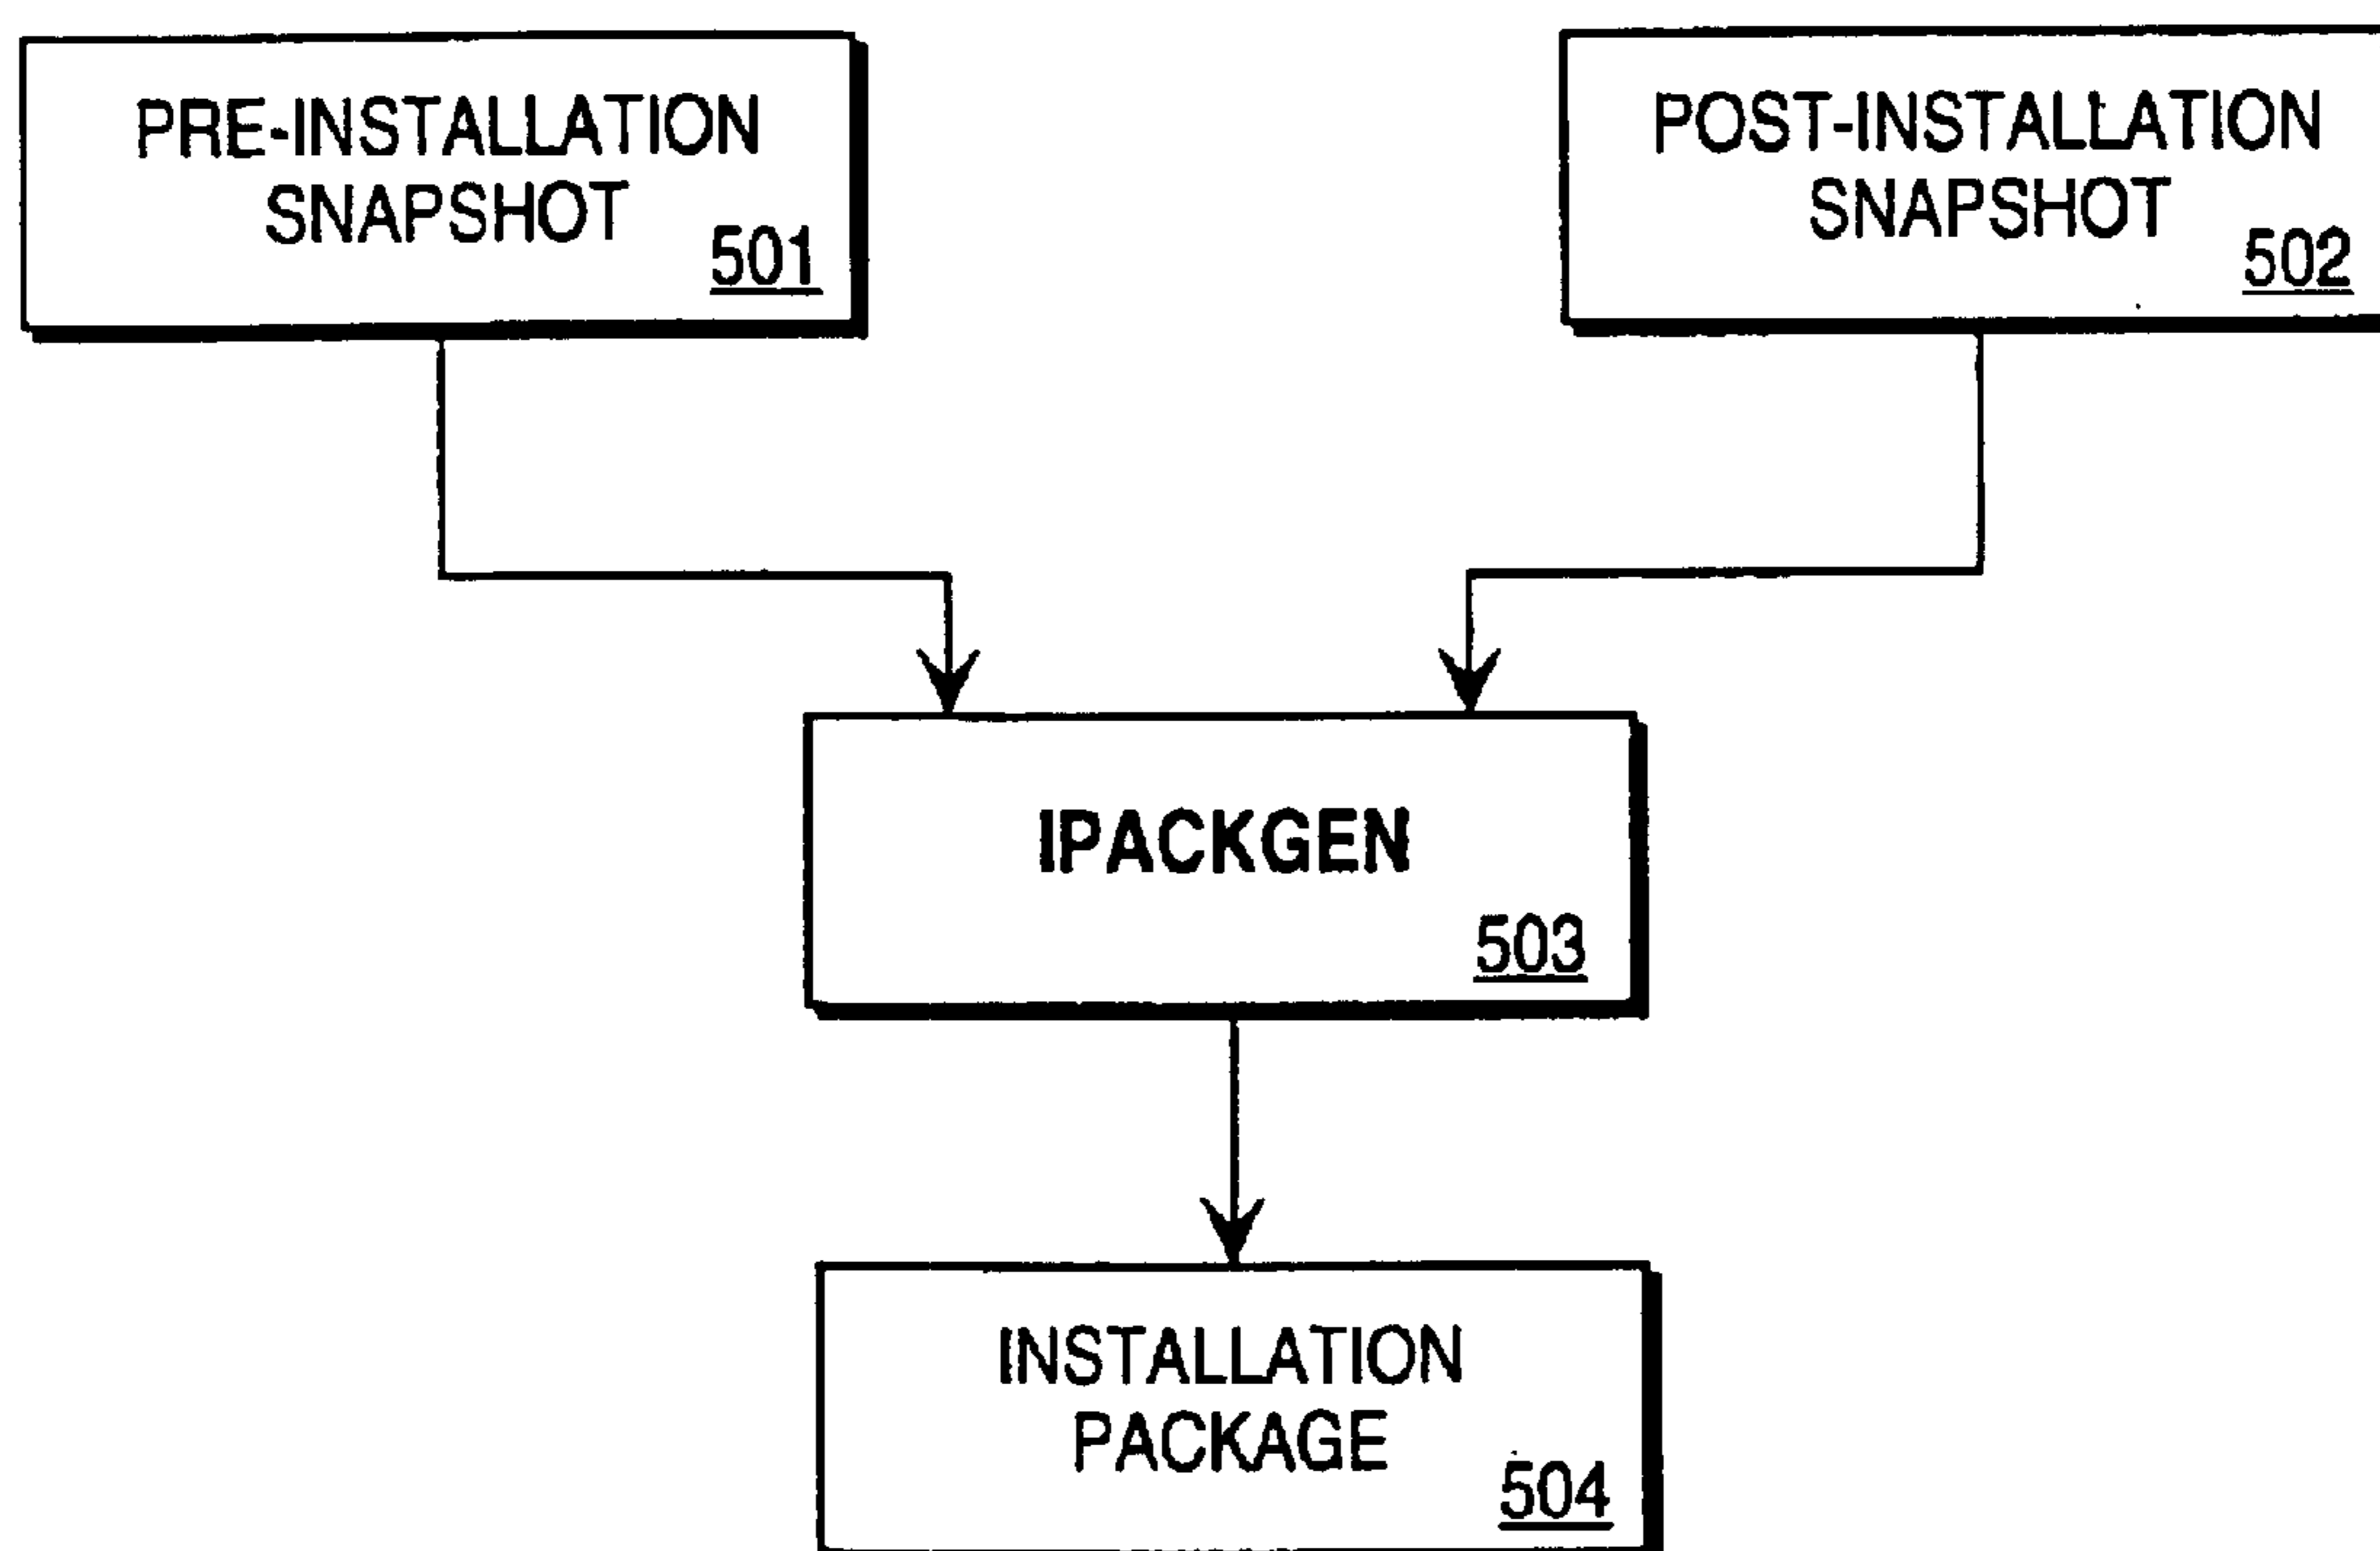 PRE-INSTALLATION
SNAPSHOT
501
POST-INSTALLATION
SNAPSHOT
502
IPACKGEN
503
INSTALLATION
PACKAGE
504